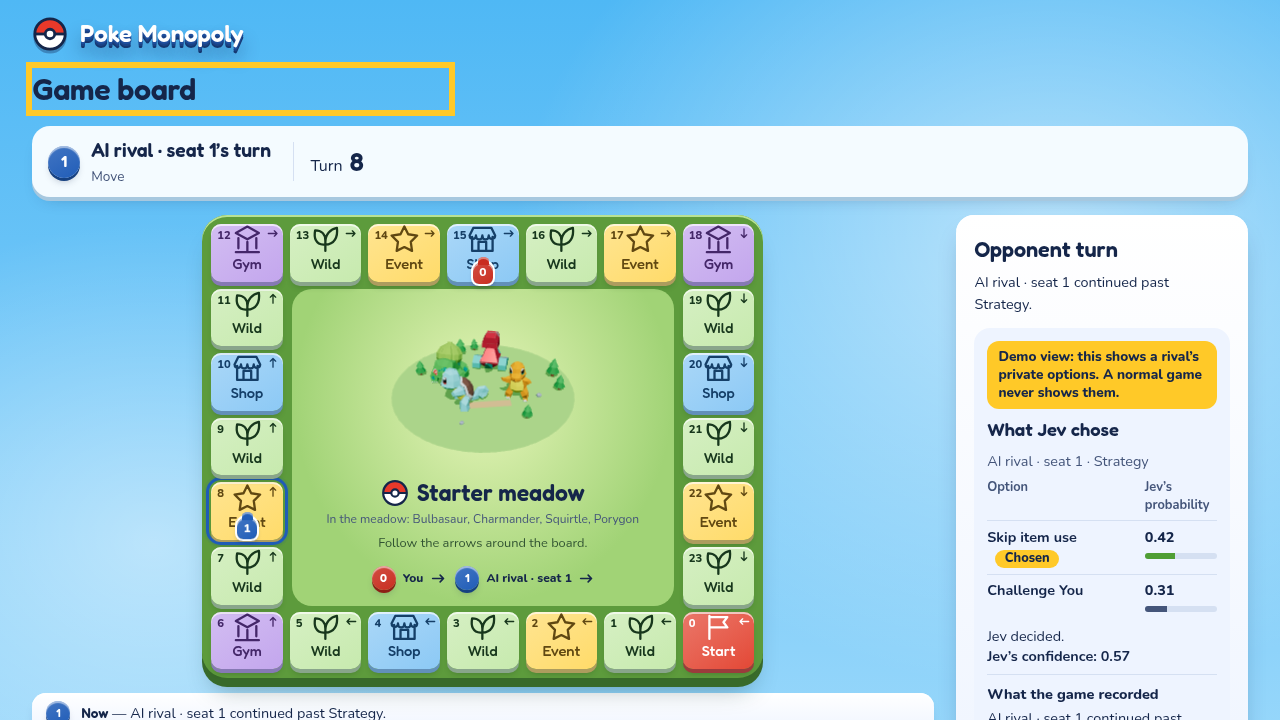 Poke Monopoly
Game board
1
AI rival · seat 1's turn
Move
Turn 8
12 → Gym
13 → Wild
14 → Event
15 → 0
16 → Wild
17 → Event
18 ↓ Gym
11 ↑ Wild
10 ↑ Shop
9 ↑ Wild
8 ↑ 1
7 ↑ Wild
6 ↑ Gym
19 ↓ Wild
20 ↓ Shop
21 ↓ Wild
22 ↓ Event
23 ↓ Wild
Starter meadow
In the meadow: Bulbasaur, Charmander, Squirtle, Porygon
Follow the arrows around the board.
0 You → 1 AI rival · seat 1 →
5 ← Wild
4 ← Shop
3 ← Wild
2 ← Event
1 ← Wild
0 ← Start
1 Now — AI rival · seat 1 continued past Strategy.
Opponent turn
AI rival · seat 1 continued past
Strategy.
Demo view: this shows a rival's
private options. A normal game
never shows them.
What Jev chose
AI rival · seat 1 · Strategy
Option
Jev's
probability
Skip item use 0.42
Chosen
Challenge You 0.31
Jev decided.
Jev's confidence: 0.57
What the game recorded
AI rival · seat 1 continued past